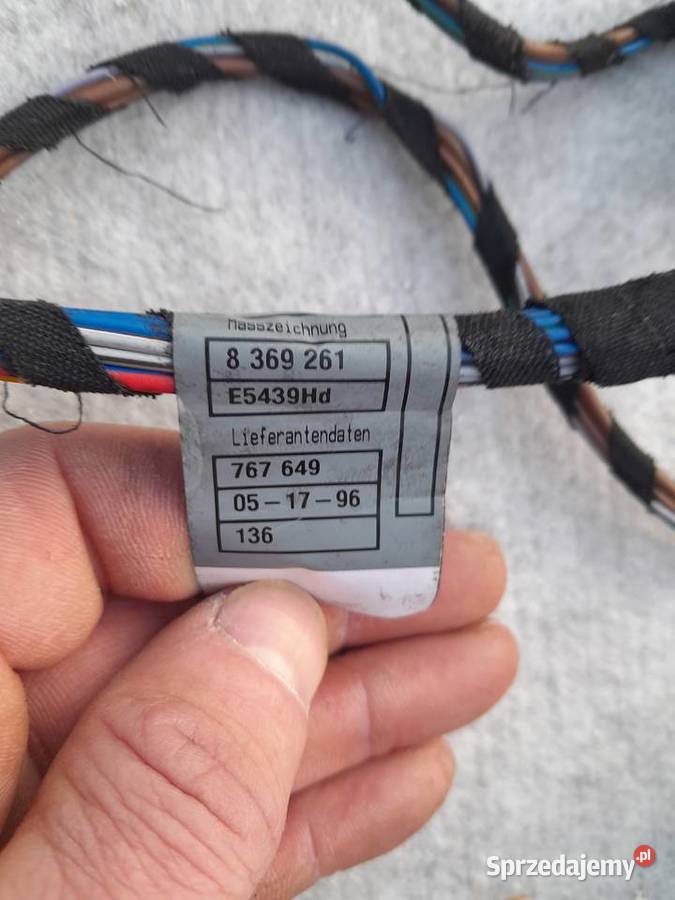 Masszeichnung
8 369 261
E5439Hd
Lieferantendaten
767 649
05-17-96
136
Sprzedajemy.pl